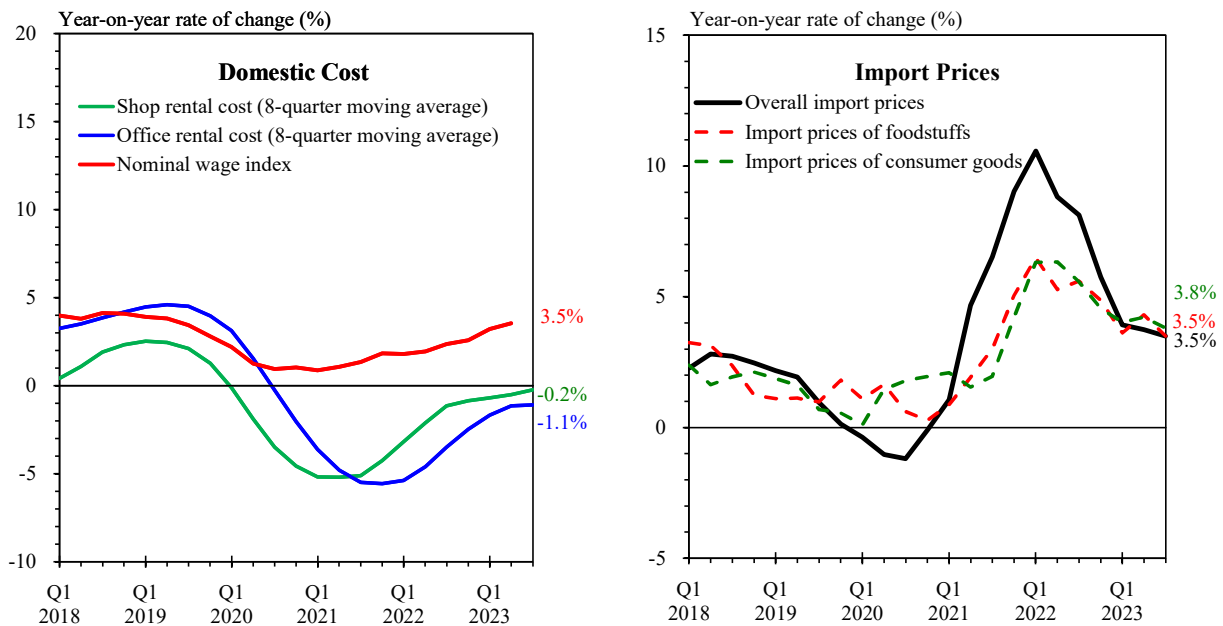 Year-on-year rate of change (%)
Domestic Cost
Shop rental cost (8-quarter moving average)
Office rental cost (8-quarter moving average)
Nominal wage index
20
15
10
5
0
-5
-10
3.5%
-0.2%
-1.1%
Q1 Q1 Q1 Q1 Q1 Q1
2018 2019 2020 2021 2022 2023
Year-on-year rate of change (%)
Import Prices
Overall import prices
Import prices of foodstuffs
Import prices of consumer goods
15
10
5
0
-5
3.8%
3.5%
3.5%
Q1 Q1 Q1 Q1 Q1 Q1
2018 2019 2020 2021 2022 2023